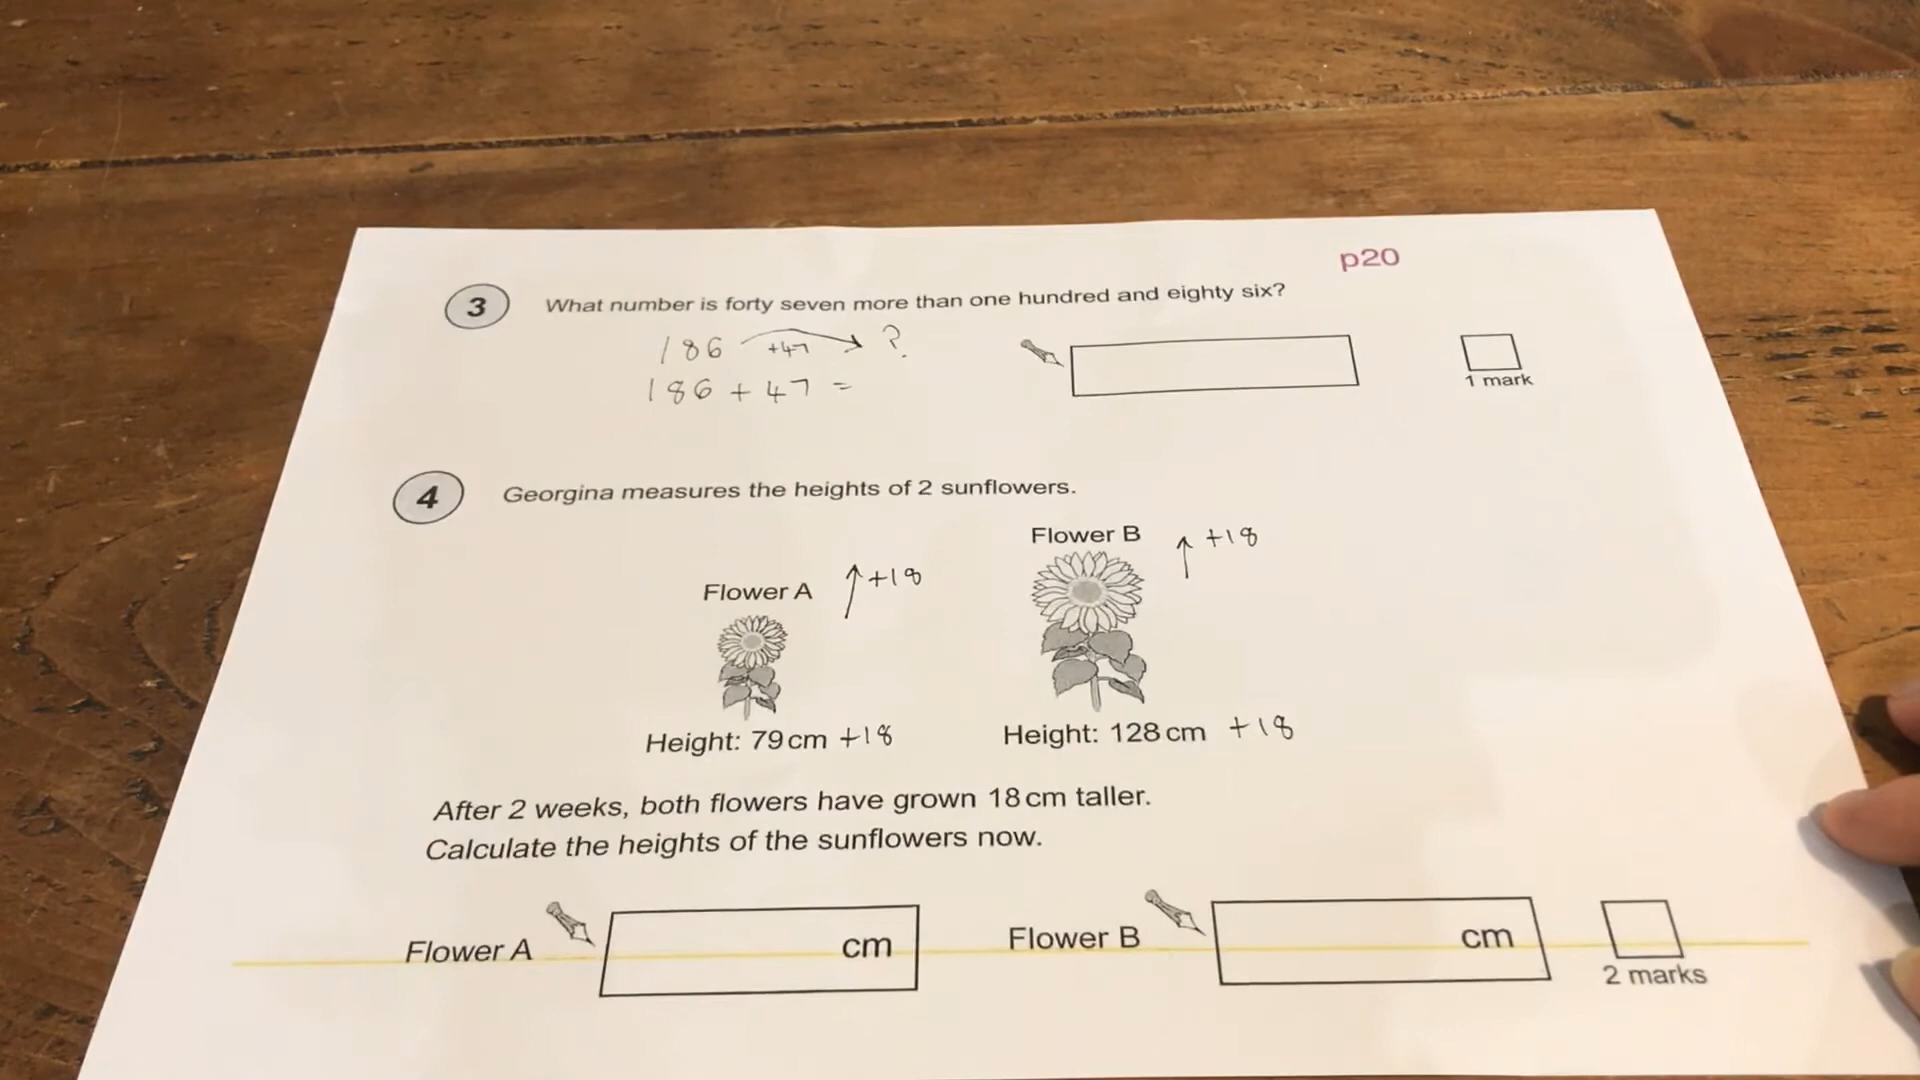 p20
3 What number is forty seven more than one hundred and eighty six?
186 +47 ?
186 + 47 =
1 mark
4 Georgina measures the heights of 2 sunflowers.
Flower B +18
Flower A +18
Height: 79 cm +18
Height: 128 cm +18
After 2 weeks, both flowers have grown 18 cm taller.
Calculate the heights of the sunflowers now.
Flower A cm
Flower B cm
2 marks